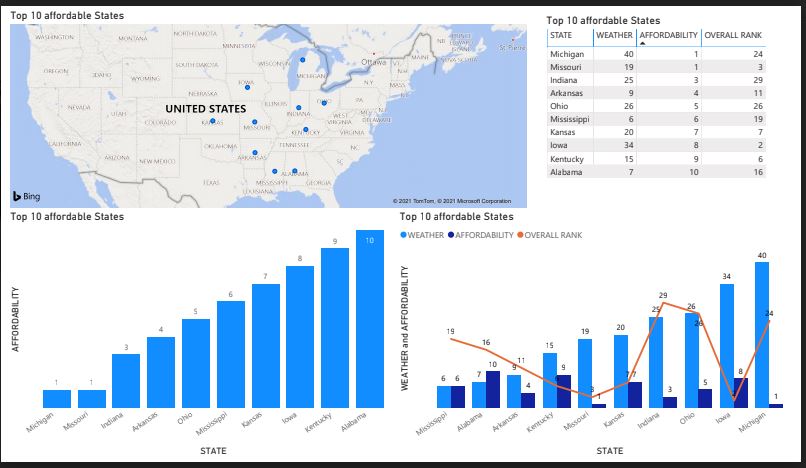 Top 10 affordable States
WASHINGTON
MONTANA
NORTH DAKOTA
MINNESOTA
OREGON
IDAHO
WYOMING
SOUTH DAKOTA
WISCONSIN
MICHIGAN
Ottawa
MAINE
PRINCE EDWARD ISLAND
NOVA SCOTIA
St-Pierre
N.Y.
NEVADA
UTAH
COLORADO
NEBRASKA
IOWA
ILLINOIS
INDIANA
OHIO
PA
MD
N.J.
DELAWARE
UNITED STATES
KANSAS
MISSOURI
KENTUCKY
WEST VIRGINIA
VIRGINIA
CALIFORNIA
ARIZONA
NEW MEXICO
OKLAHOMA
ARKANSAS
TENNESSEE
TEXAS
MISSISSIPPI
ALABAMA
GEORGIA
SC
Bing
© 2021 TomTom, © 2021 Microsoft Corporation
Top 10 affordable States
STATE WEATHER AFFORDABILITY OVERALL RANK
Michigan 40 1 24
Missouri 19 1 3
Indiana 25 3 29
Arkansas 9 4 11
Ohio 26 5 26
Mississippi 6 6 19
Kansas 20 7 7
Iowa 34 8 2
Kentucky 15 9 6
Alabama 7 10 16
Top 10 affordable States
AFFORDABILITY
1 1 3 4 5 6 7 8 9 10
Michigan Missouri Indiana Arkansas Ohio Mississippi Kansas Iowa Kentucky Alabama
STATE
Top 10 affordable States
WEATHER AFFORDABILITY OVERALL RANK
WEATHER and AFFORDABILITY
19 16 11 3 7 29 26 24
6 7 9 15 19 20 25 26 34 40
6 10 4 9 1 7 3 5 8 1
Mississippi Alabama Arkansas Kentucky Missouri Kansas Indiana Ohio Iowa Michigan
STATE